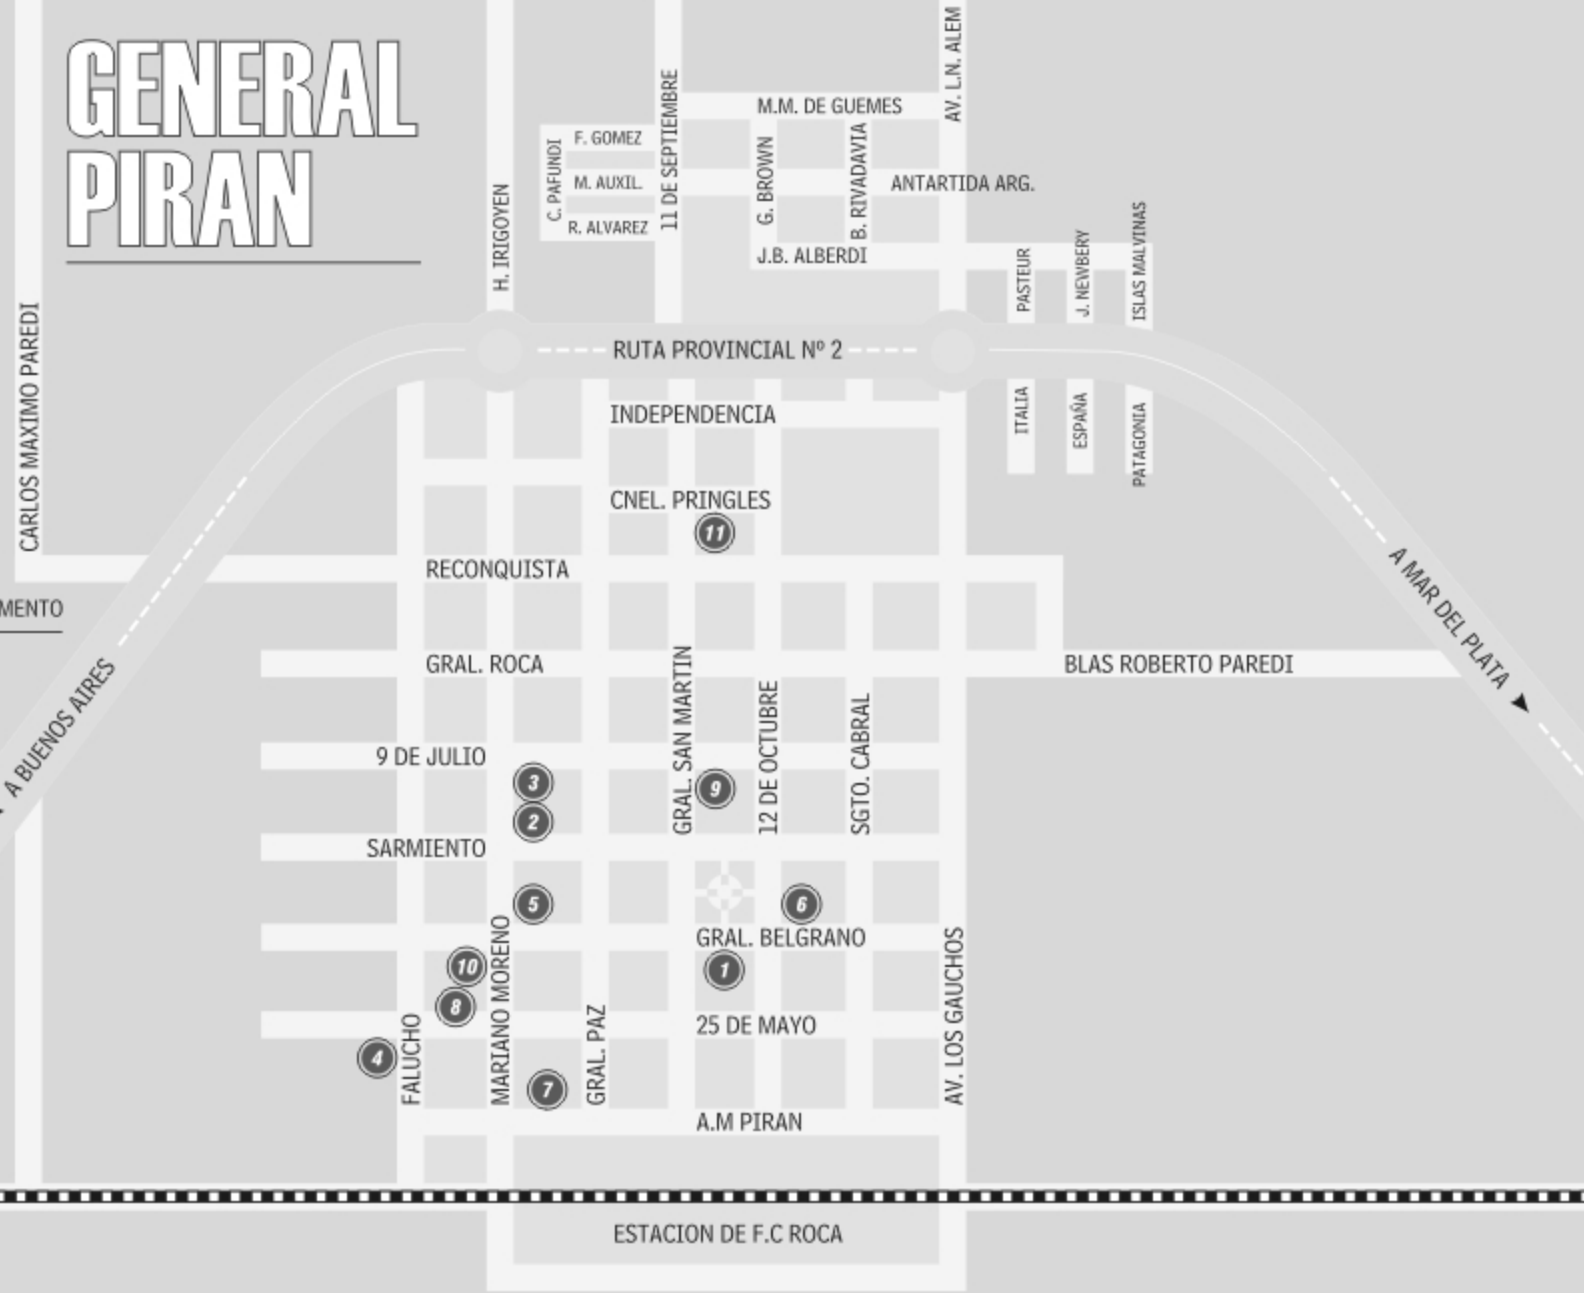 GENERAL
PIRAN
AV. L.N. ALEM
M.M. DE GUEMES
11 DE SEPTIEMBRE
F. GOMEZ
C. PAFUNDI
G. BROWN
B. RIVADAVIA
M. AUXIL.
ANTARTIDA ARG.
R. ALVAREZ
H. IRIGOYEN
J.B. ALBERDI
PASTEUR
J. NEWBERY
ISLAS MALVINAS
CARLOS MAXIMO PAREDI
RUTA PROVINCIAL Nº 2
INDEPENDENCIA
ITALIA
ESPAÑA
PATAGONIA
CNEL. PRINGLES
11
RECONQUISTA
A MAR DEL PLATA
MENTO
A BUENOS AIRES
GRAL. ROCA
BLAS ROBERTO PAREDI
GRAL. SAN MARTIN
12 DE OCTUBRE
SGTO. CABRAL
9 DE JULIO
3
9
2
SARMIENTO
5
6
GRAL. BELGRANO
10
1
8
25 DE MAYO
4
FALUCHO
MARIANO MORENO
GRAL. PAZ
AV. LOS GAUCHOS
7
A.M PIRAN
ESTACION DE F.C ROCA